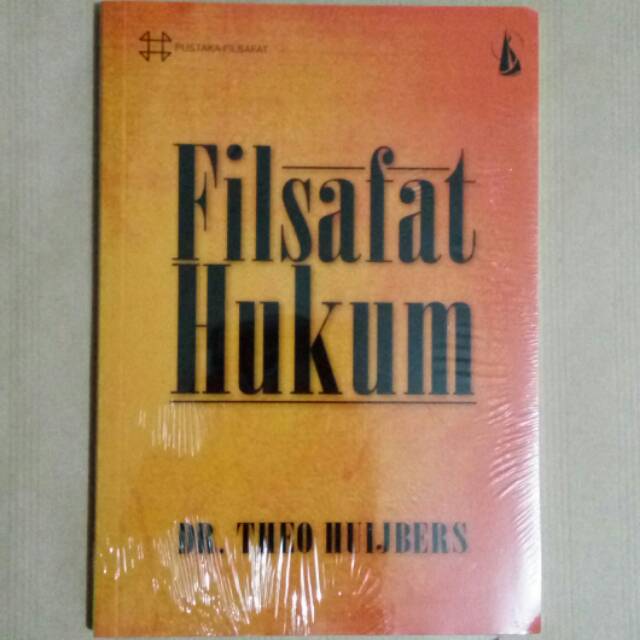 PUSTAKA FILSAFAT
Filsafat
Hukum
DR. THEO HUIJBERS